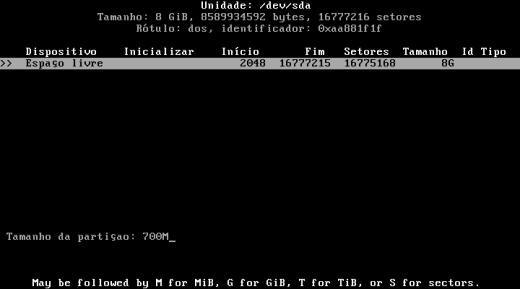 Unidade: /dev/sda
Tamanho: 8 GiB, 8589934592 bytes, 16777216 setores
Rótulo: dos, identificador: 0xaa881f1f
Dispositivo Inicializar Início Fim Setores Tamanho Id Tipo
>> Espaço livre 2048 16777215 16775168 8G
Tamanho da partiçao: 700M_
May be followed by M for MiB, G for GiB, T for TiB, or S for sectors.